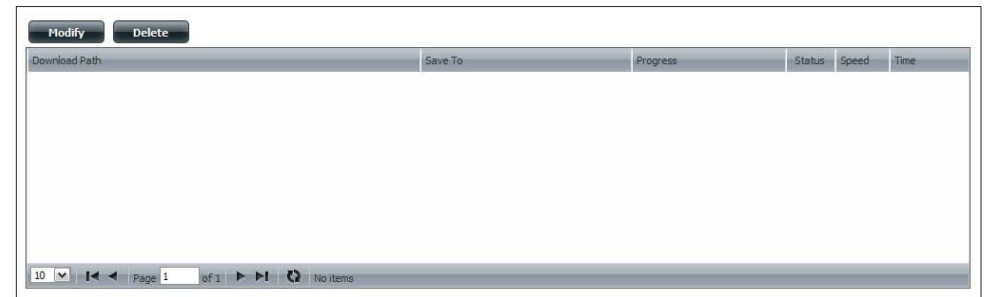 Modify Delete
Download Path Save To Progress Status Speed Time
10 Page 1 of 1 No items